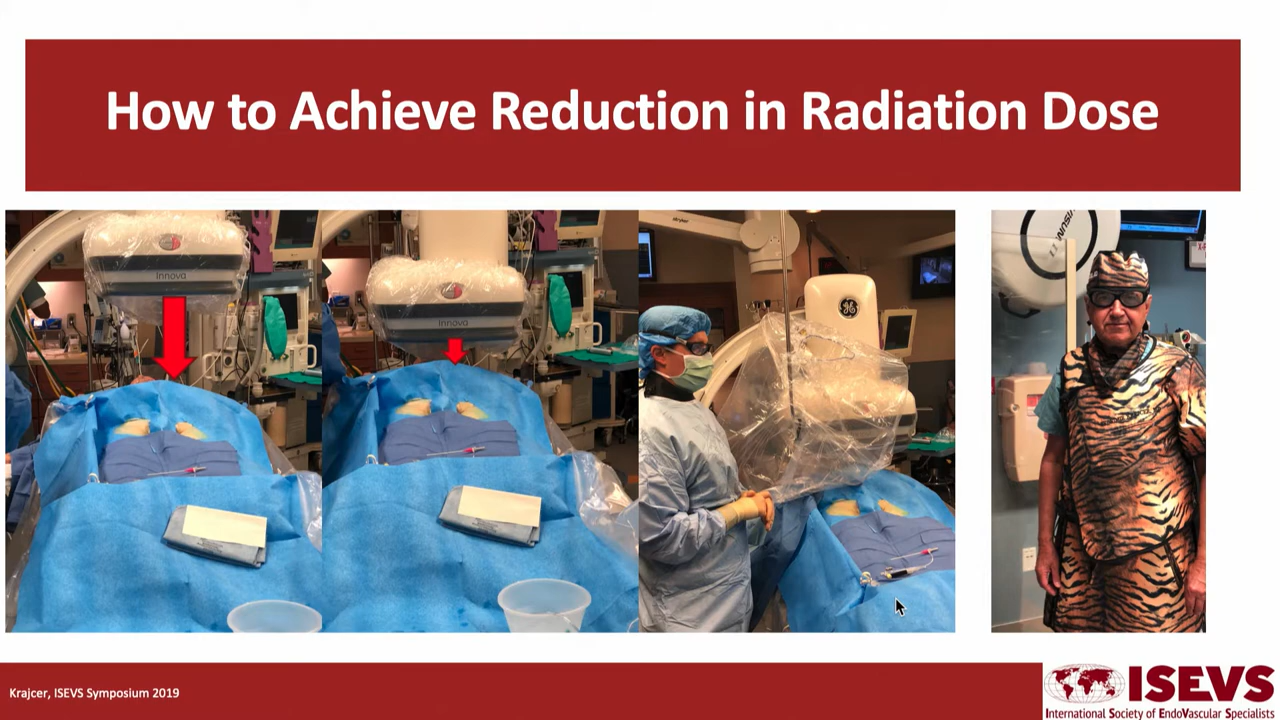 How to Achieve Reduction in Radiation Dose
Innova
Innova
stryker
GE
Krajcer, ISEVS Symposium 2019
ISEVS
International Society of EndoVascular Specialists